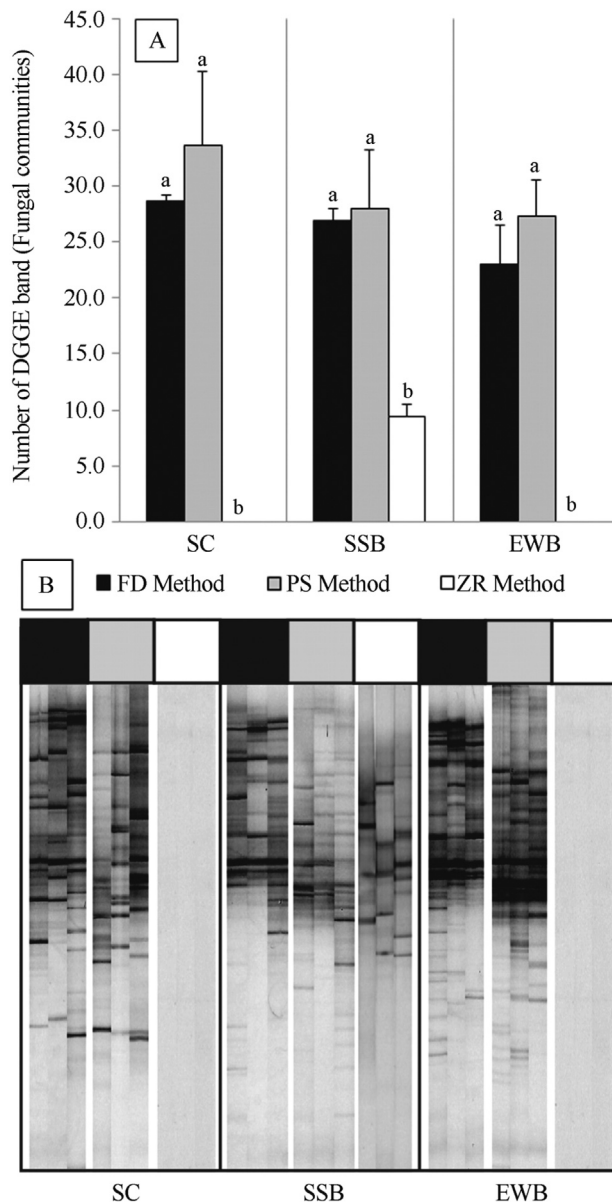 A
Number of DGGE band (Fungal communities)
45.0
40.0
35.0
30.0
25.0
20.0
15.0
10.0
5.0
0.0
a
a
b
a
a
b
a
a
b
SC
SSB
EWB
B
FD Method
PS Method
ZR Method
SC
SSB
EWB